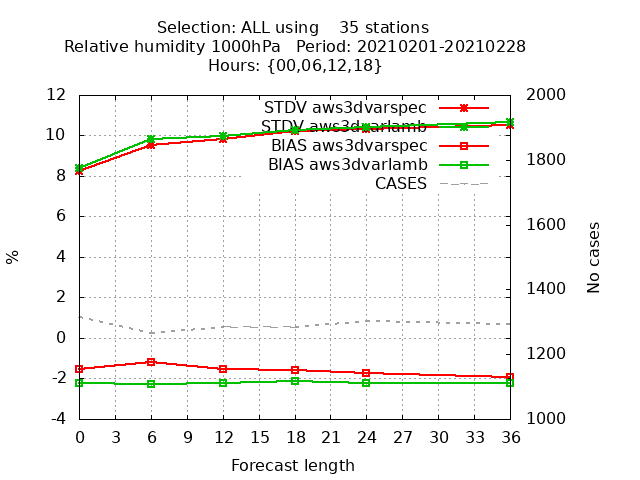 Selection: ALL using    35 stations
Relative humidity 1000hPa   Period: 20210201-20210228
Hours: {00,06,12,18}
STDV aws3dvarspec
STDV aws3dvarlamb
BIAS aws3dvarspec
BIAS aws3dvarlamb
CASES
12
10
8
6
4
2
0
-2
-4
%
2000
1800
1600
1400
1200
1000
No cases
0 3 6 9 12 15 18 21 24 27 30 33 36
Forecast length